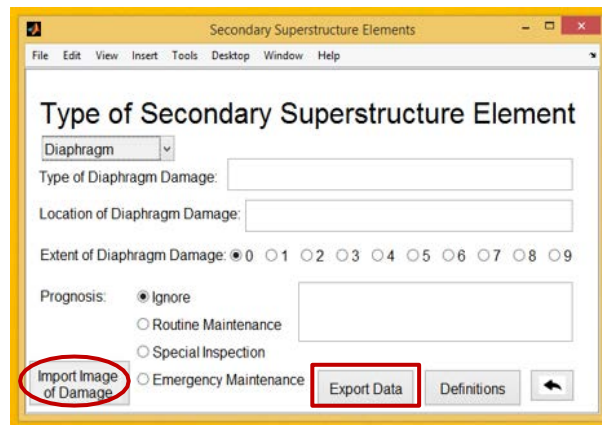 Secondary Superstructure Elements
File Edit View Insert Tools Desktop Window Help
Type of Secondary Superstructure Element
Diaphragm
Type of Diaphragm Damage:
Location of Diaphragm Damage:
Extent of Diaphragm Damage: 0 1 2 3 4 5 6 7 8 9
Prognosis: Ignore
Routine Maintenance
Special Inspection
Emergency Maintenance
Import Image
of Damage
Export Data Definitions